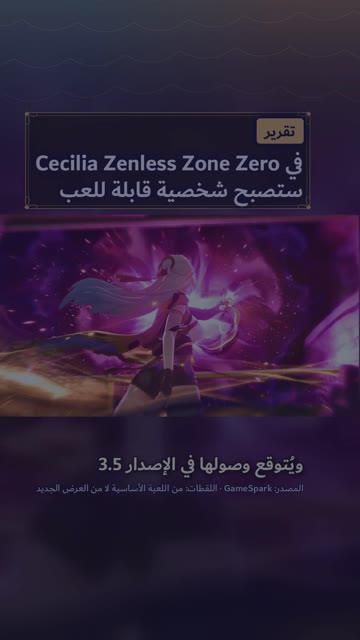 تقرير
Cecilia Zenless Zone Zero في
ستصبح شخصية قابلة للعب
ويُتوقع وصولها في الإصدار 3.5
المصدر: GameSpark · اللقطات: من اللعبة الأساسية لا من العرض الجديد